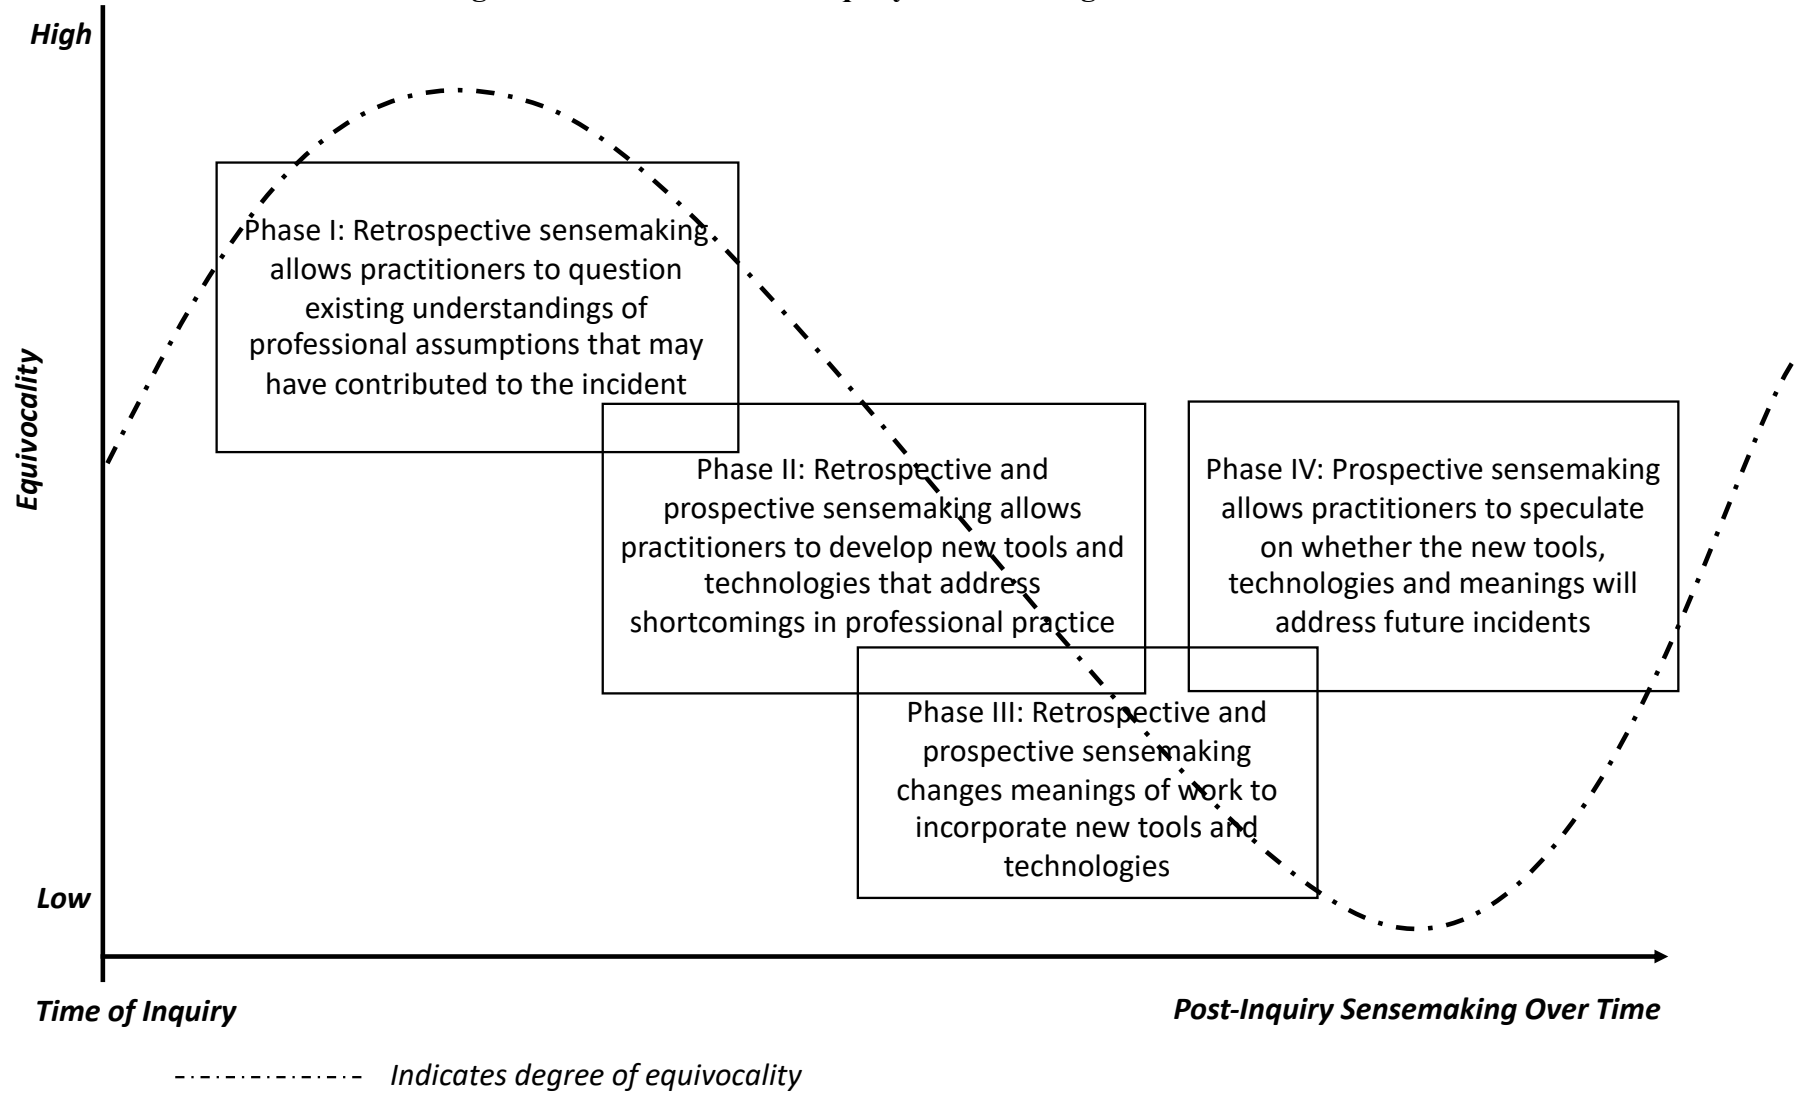 High
Phase I: Retrospective sensemaking
allows practitioners to question
existing understandings of
professional assumptions that may
have contributed to the incident
Equivocality
Phase II: Retrospective and
prospective sensemaking allows
practitioners to develop new tools and
technologies that address
shortcomings in professional practice
Phase IV: Prospective sensemaking
allows practitioners to speculate
on whether the new tools,
technologies and meanings will
address future incidents
Phase III: Retrospective and
prospective sensemaking
changes meanings of work to
incorporate new tools and
technologies
Low
Time of Inquiry
Post-Inquiry Sensemaking Over Time
Indicates degree of equivocality